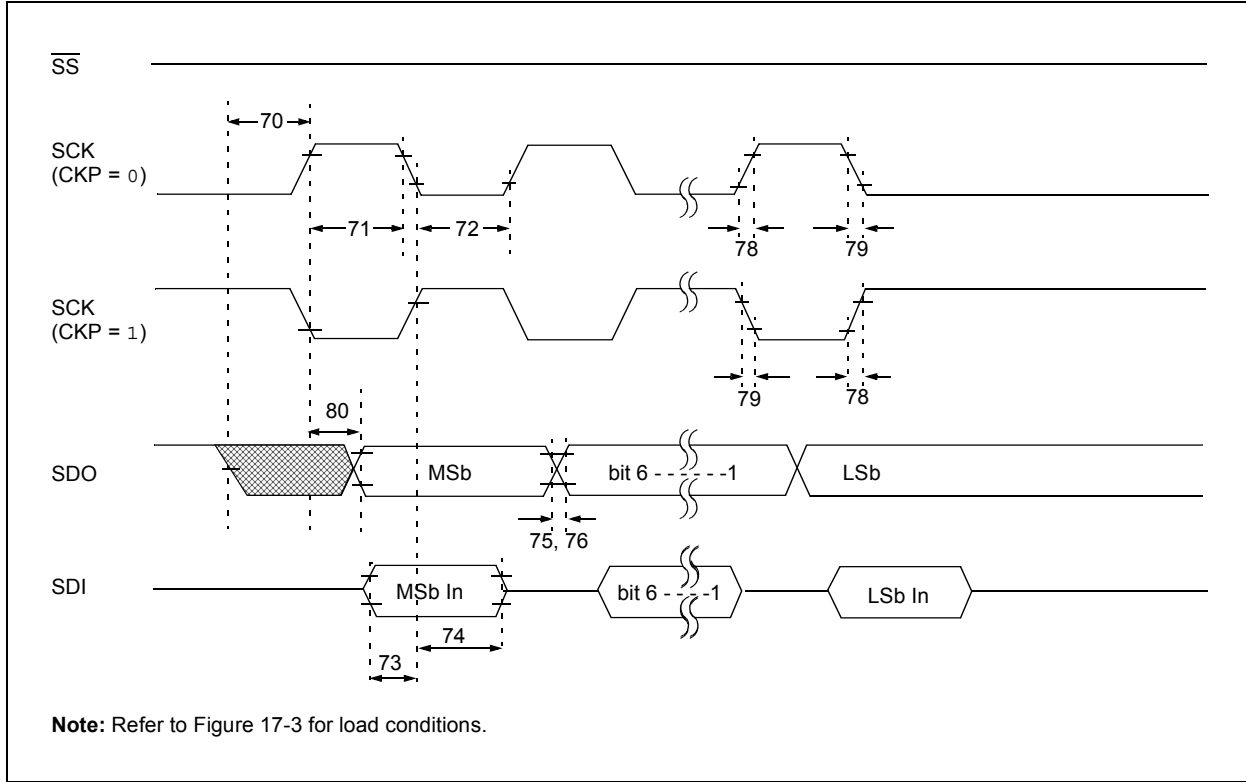 SS
70
SCK
(CKP = 0)
71
72
78
79
SCK
(CKP = 1)
79
78
80
SDO
MSb
bit 6 - - - - - -1
LSb
75, 76
SDI
MSb In
bit 6 - - - -1
LSb In
74
73
Note: Refer to Figure 17-3 for load conditions.